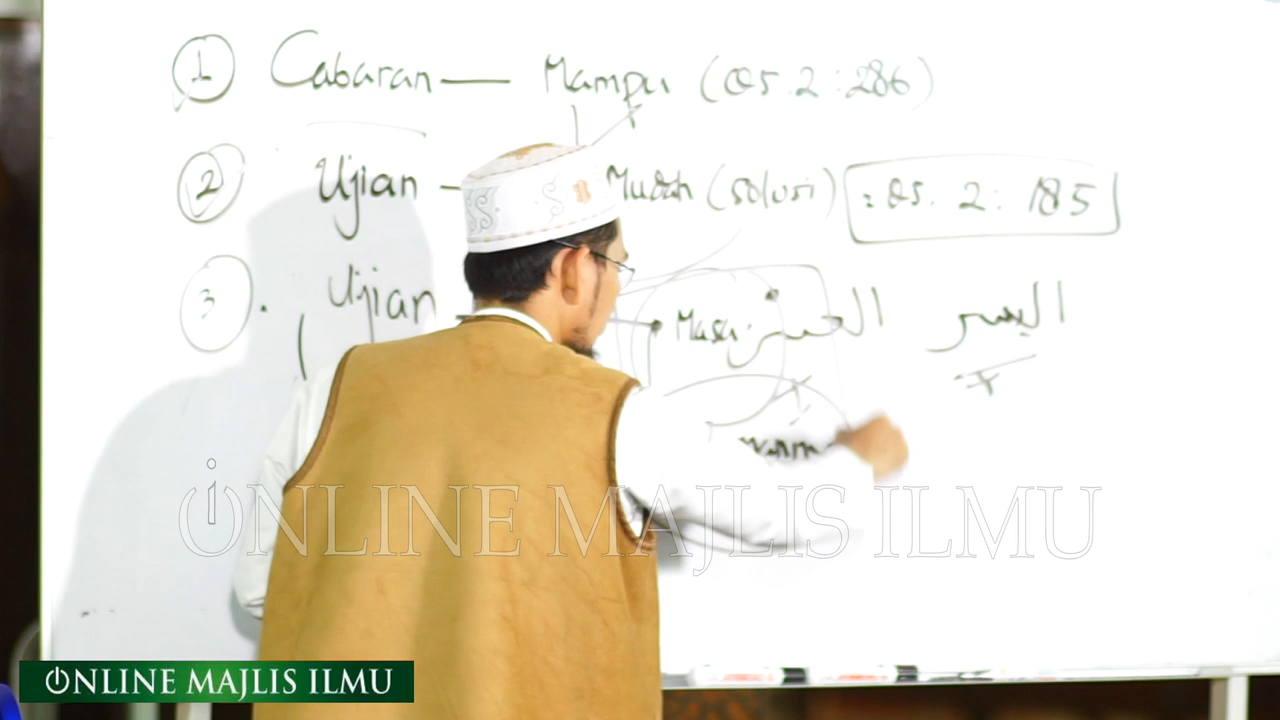 1 Cabaran — Mampu (QS. 2 : 286)
2 Ujian — Mudah (solusi) : QS. 2 : 185
3 . Ujian Masa : العسر اليسر
ONLINE MAJLIS ILMU
ONLINE MAJLIS ILMU